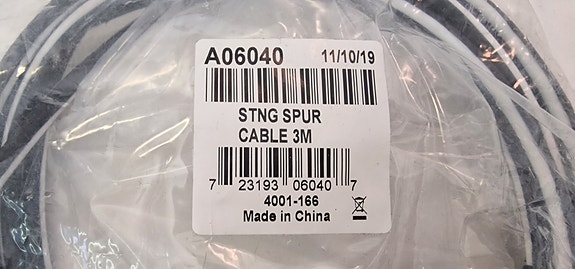 A06040 11/10/19
STNG SPUR
CABLE 3M
7 23193 06040 7
4001-166
Made in China